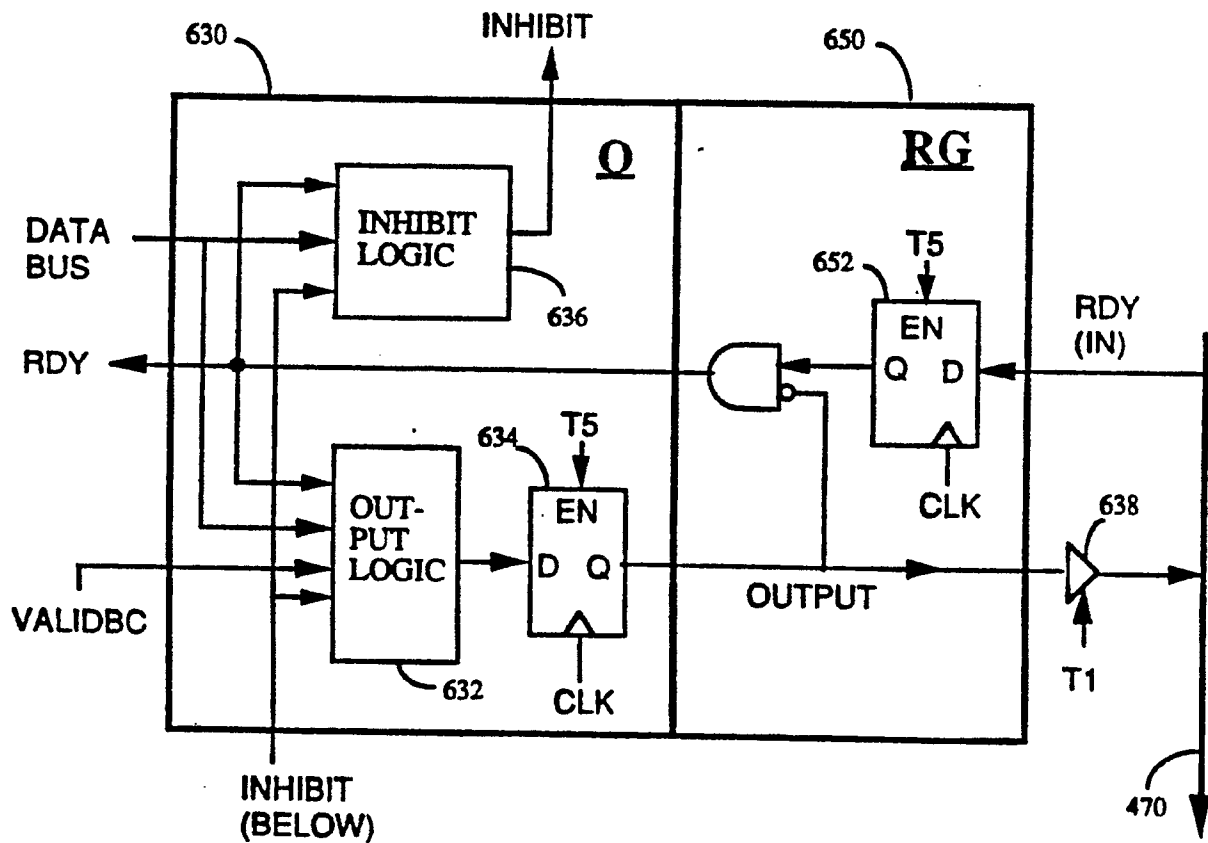 630
INHIBIT
650
O
RG
INHIBIT
LOGIC
DATA
BUS
636
T5
652
EN
Q D
RDY
(IN)
RDY
CLK
634
T5
EN
D Q
OUT-
PUT
LOGIC
638
OUTPUT
VALIDBC
T1
632
CLK
INHIBIT
(BELOW)
470